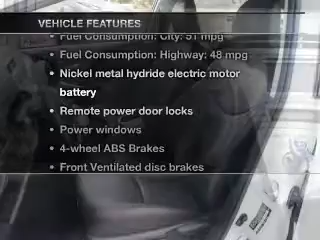 VEHICLE FEATURES
• Fuel Consumption: City: 51 mpg
• Fuel Consumption: Highway: 48 mpg
• Nickel metal hydride electric motor
battery
• Remote power door locks
• Power windows
• 4-wheel ABS Brakes
• Front Ventilated disc brakes